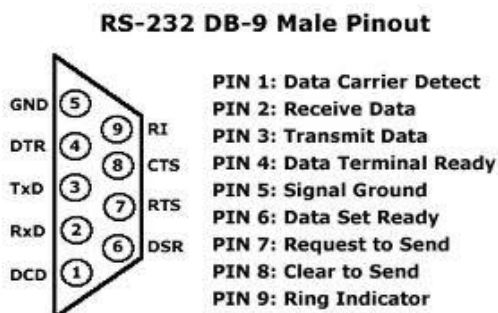 RS-232 DB-9 Male Pinout
GND 5
9 RI
DTR 4
8 CTS
TxD 3
7 RTS
RxD 2
6 DSR
DCD 1
PIN 1: Data Carrier Detect
PIN 2: Receive Data
PIN 3: Transmit Data
PIN 4: Data Terminal Ready
PIN 5: Signal Ground
PIN 6: Data Set Ready
PIN 7: Request to Send
PIN 8: Clear to Send
PIN 9: Ring Indicator